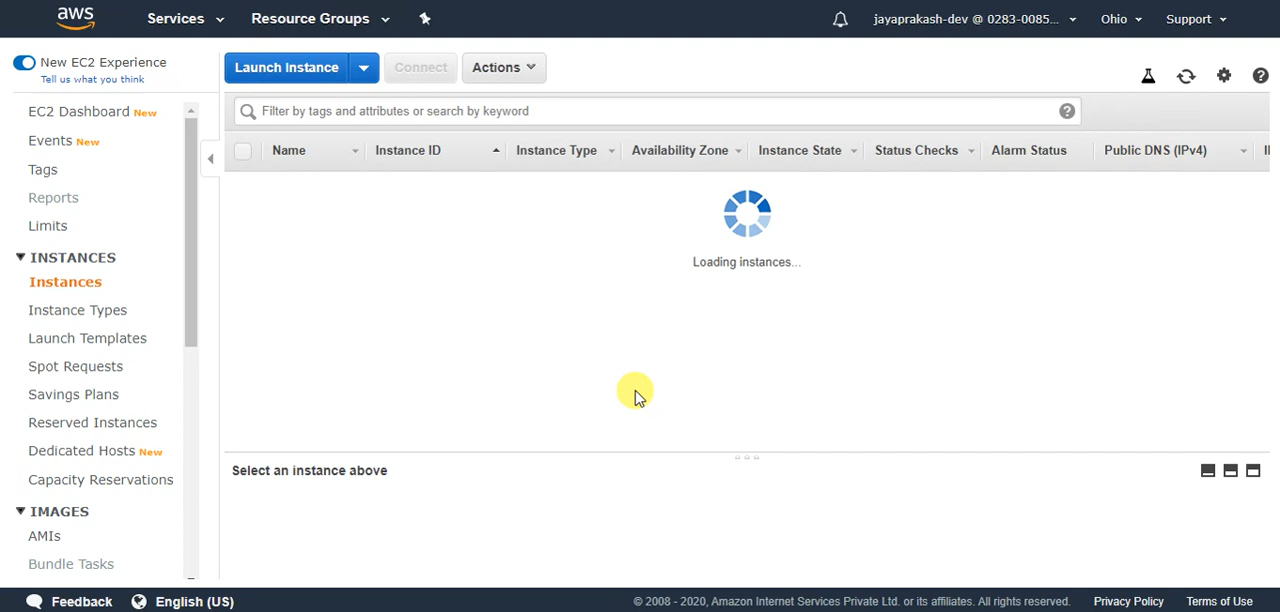 aws Services Resource Groups jayaprakash-dev @ 0283-0085... Ohio Support
New EC2 Experience
Tell us what you think
Launch Instance Connect Actions
EC2 Dashboard New
Events New
Tags
Reports
Limits
INSTANCES
Instances
Instance Types
Launch Templates
Spot Requests
Savings Plans
Reserved Instances
Dedicated Hosts New
Capacity Reservations
IMAGES
AMIs
Bundle Tasks
Filter by tags and attributes or search by keyword
Name Instance ID Instance Type Availability Zone Instance State Status Checks Alarm Status Public DNS (IPv4)
Loading instances...
Select an instance above
Feedback English (US) © 2008 - 2020, Amazon Internet Services Private Ltd. or its affiliates. All rights reserved. Privacy Policy Terms of Use